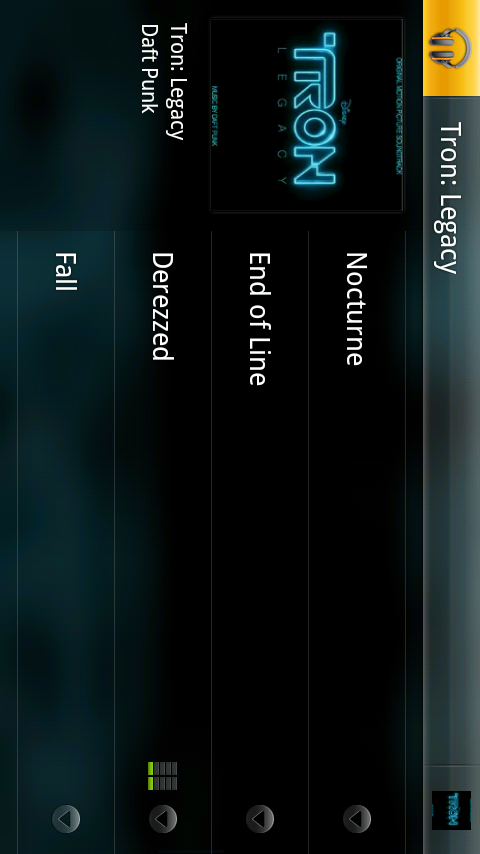 Tron: Legacy
TRON
ORIGINAL MOTION PICTURE SOUNDTRACK
Disney
TRON
LEGACY
MUSIC BY DAFT PUNK
Tron: Legacy
Daft Punk
Nocturne
End of Line
Derezzed
Fall